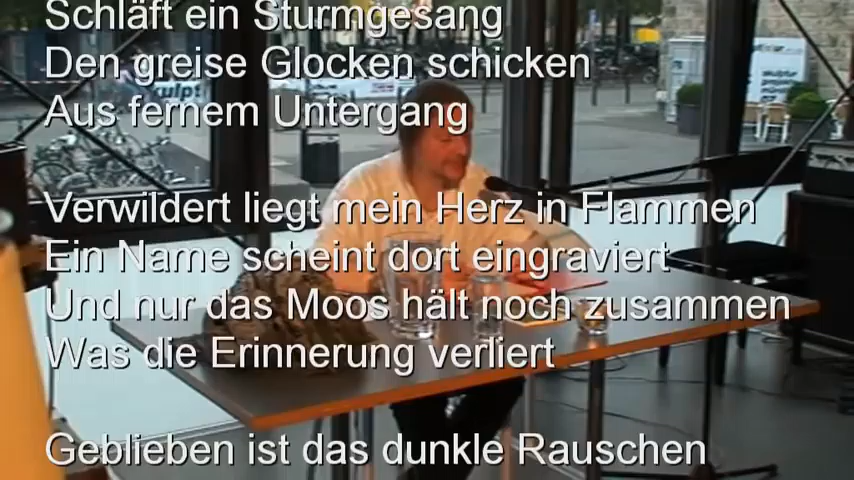 Schläft ein Sturmgesang
Den greise Glocken schicken
Aus fernem Untergang
Verwildert liegt mein Herz in Flammen
Ein Name scheint dort eingraviert
Und nur das Moos hält noch zusammen
Was die Erinnerung verliert
Geblieben ist das dunkle Rauschen